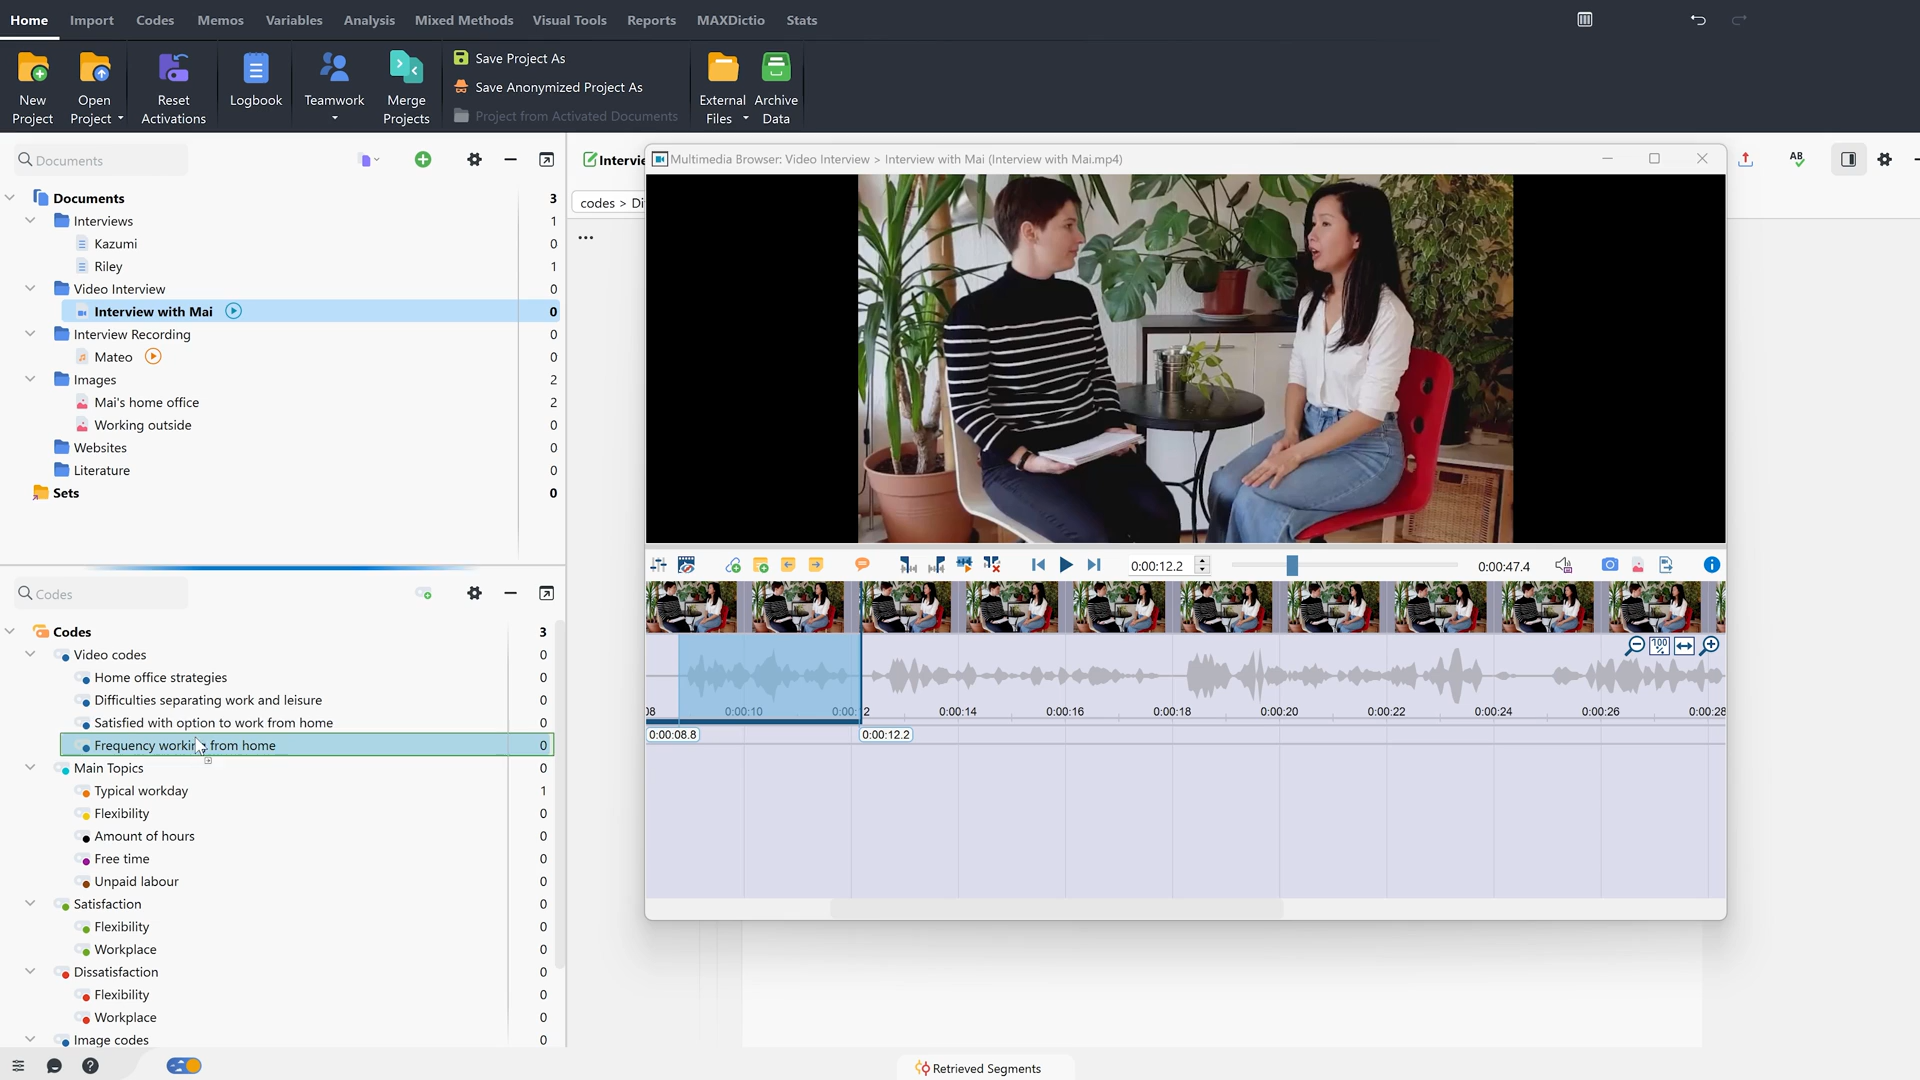 Home Import Codes Memos Variables Analysis Mixed Methods Visual Tools Reports MAXDictio Stats
New Project
Open Project
Reset Activations
Logbook
Teamwork
Merge Projects
Save Project As
Save Anonymized Project As
Project from Activated Documents
External Files
Archive Data
Documents
Documents 3
Interviews 1
Kazumi 0
Riley 1
Video Interview 0
Interview with Mai 0
Interview Recording 0
Mateo 0
Images 2
Mai's home office 2
Working outside 0
Websites 0
Literature 0
Sets 0
Codes
Codes 3
Video codes 0
Home office strategies 0
Difficulties separating work and leisure 0
Satisfied with option to work from home 0
Frequency working from home 0
Main Topics 0
Typical workday 1
Flexibility 0
Amount of hours 0
Free time 0
Unpaid labour 0
Satisfaction 0
Flexibility 0
Workplace 0
Dissatisfaction 0
Flexibility 0
Workplace 0
Image codes 0
Intervie
codes > Di
...
Multimedia Browser: Video Interview > Interview with Mai (Interview with Mai.mp4)
AB
0:00:12.2
0:00:47.4
100 %
08 0:00:10 0:00:12 0:00:14 0:00:16 0:00:18 0:00:20 0:00:22 0:00:24 0:00:26 0:00:28
0:00:08.8 0:00:12.2
Retrieved Segments